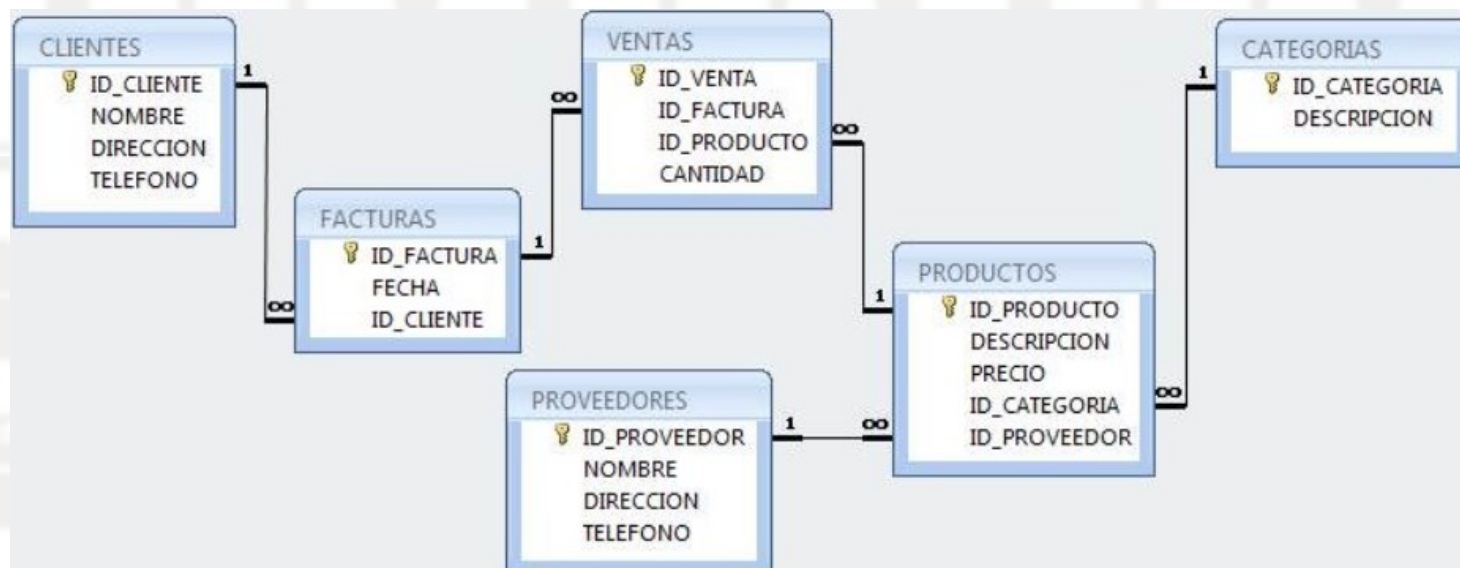 CLIENTES
ID_CLIENTE
NOMBRE
DIRECCION
TELEFONO
1
∞
FACTURAS
ID_FACTURA
FECHA
ID_CLIENTE
1
∞
VENTAS
ID_VENTA
ID_FACTURA
ID_PRODUCTO
CANTIDAD
∞
1
PRODUCTOS
ID_PRODUCTO
DESCRIPCION
PRECIO
ID_CATEGORIA
ID_PROVEEDOR
∞
1
CATEGORIAS
ID_CATEGORIA
DESCRIPCION
PROVEEDORES
ID_PROVEEDOR
NOMBRE
DIRECCION
TELEFONO
1
∞